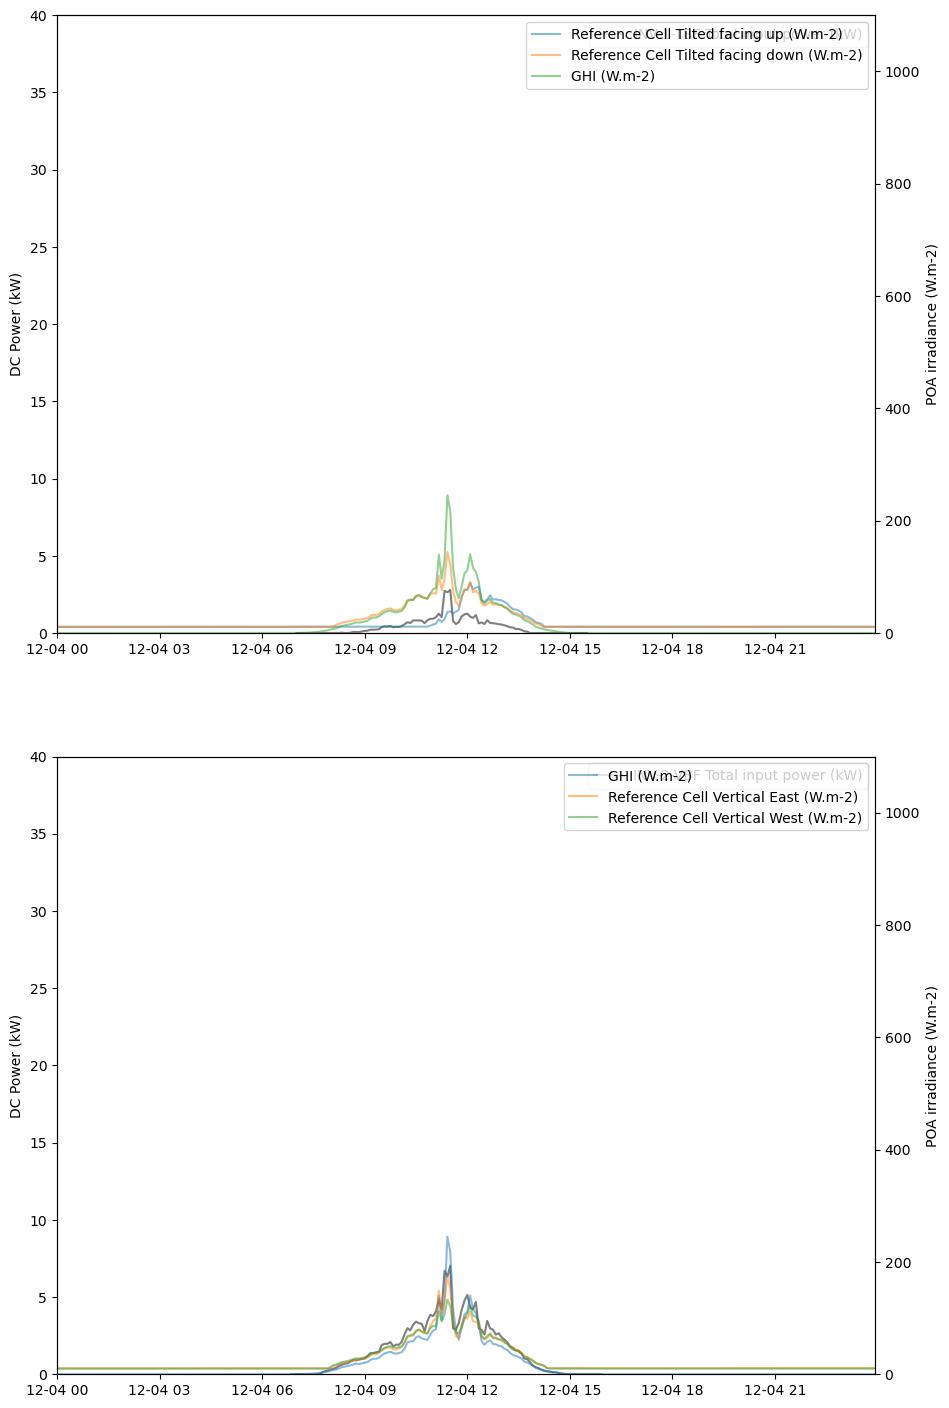 40
35
30
25
20
15
10
5
0
DC Power (kW)
Reference Cell Tilted facing up (W.m-2)
Reference Cell Tilted facing down (W.m-2)
GHI (W.m-2)
1000
800
600
400
200
0
POA irradiance (W.m-2)
12-04 00 12-04 03 12-04 06 12-04 09 12-04 12 12-04 15 12-04 18 12-04 21
40
35
30
25
20
15
10
5
0
DC Power (kW)
GHI (W.m-2) Total input power (kW)
Reference Cell Vertical East (W.m-2)
Reference Cell Vertical West (W.m-2)
1000
800
600
400
200
0
POA irradiance (W.m-2)
12-04 00 12-04 03 12-04 06 12-04 09 12-04 12 12-04 15 12-04 18 12-04 21